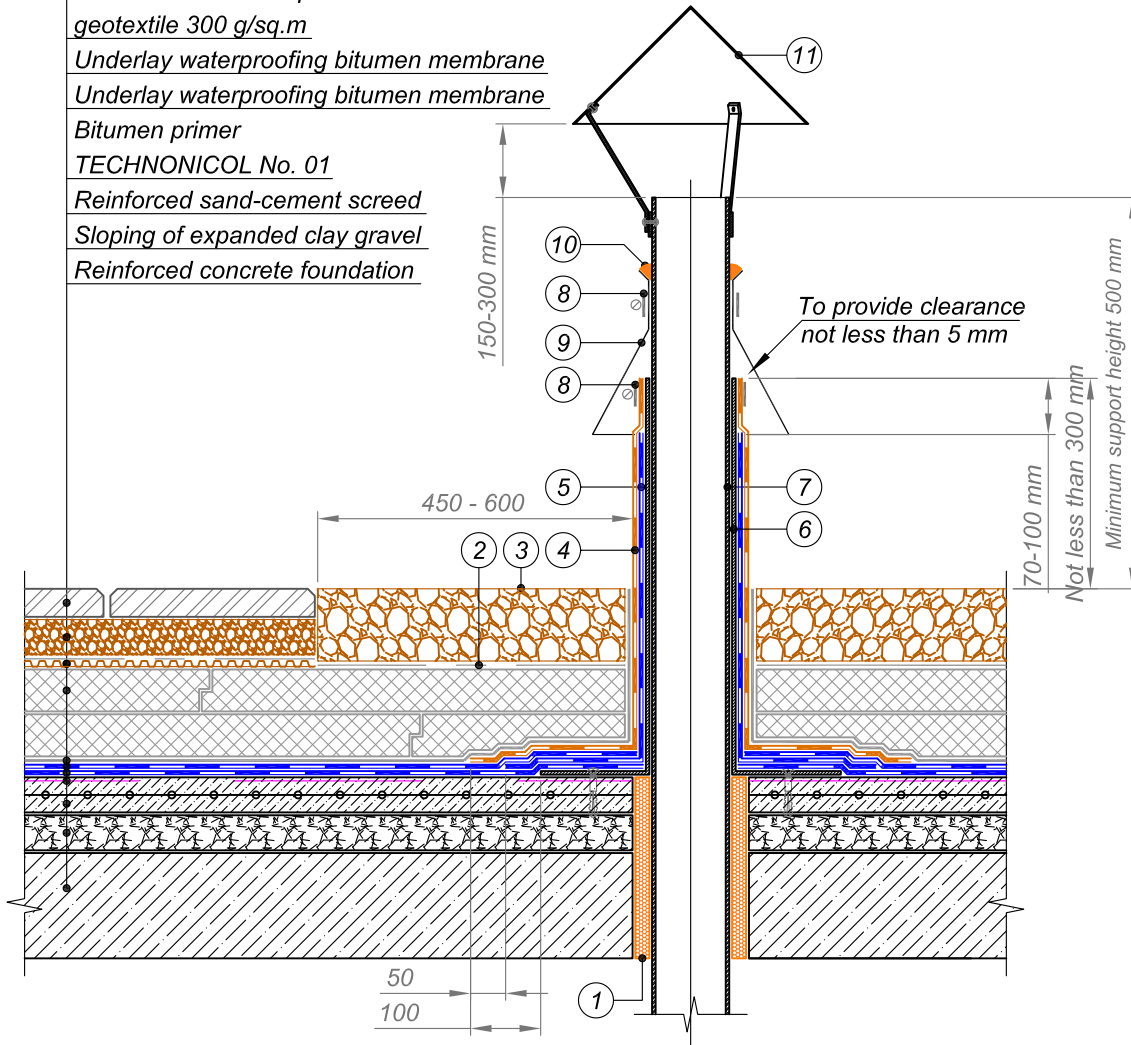 geotextile 300 g/sq.m
Underlay waterproofing bitumen membrane
Underlay waterproofing bitumen membrane
Bitumen primer
TECHNONICOL No. 01
Reinforced sand-cement screed
Sloping of expanded clay gravel
Reinforced concrete foundation
11
150-300 mm
10
8
9
8
To provide clearance
not less than 5 mm
Minimum support height 500 mm
Not less than 300 mm
70-100 mm
5
7
450 - 600
6
2
3
4
50
100
1